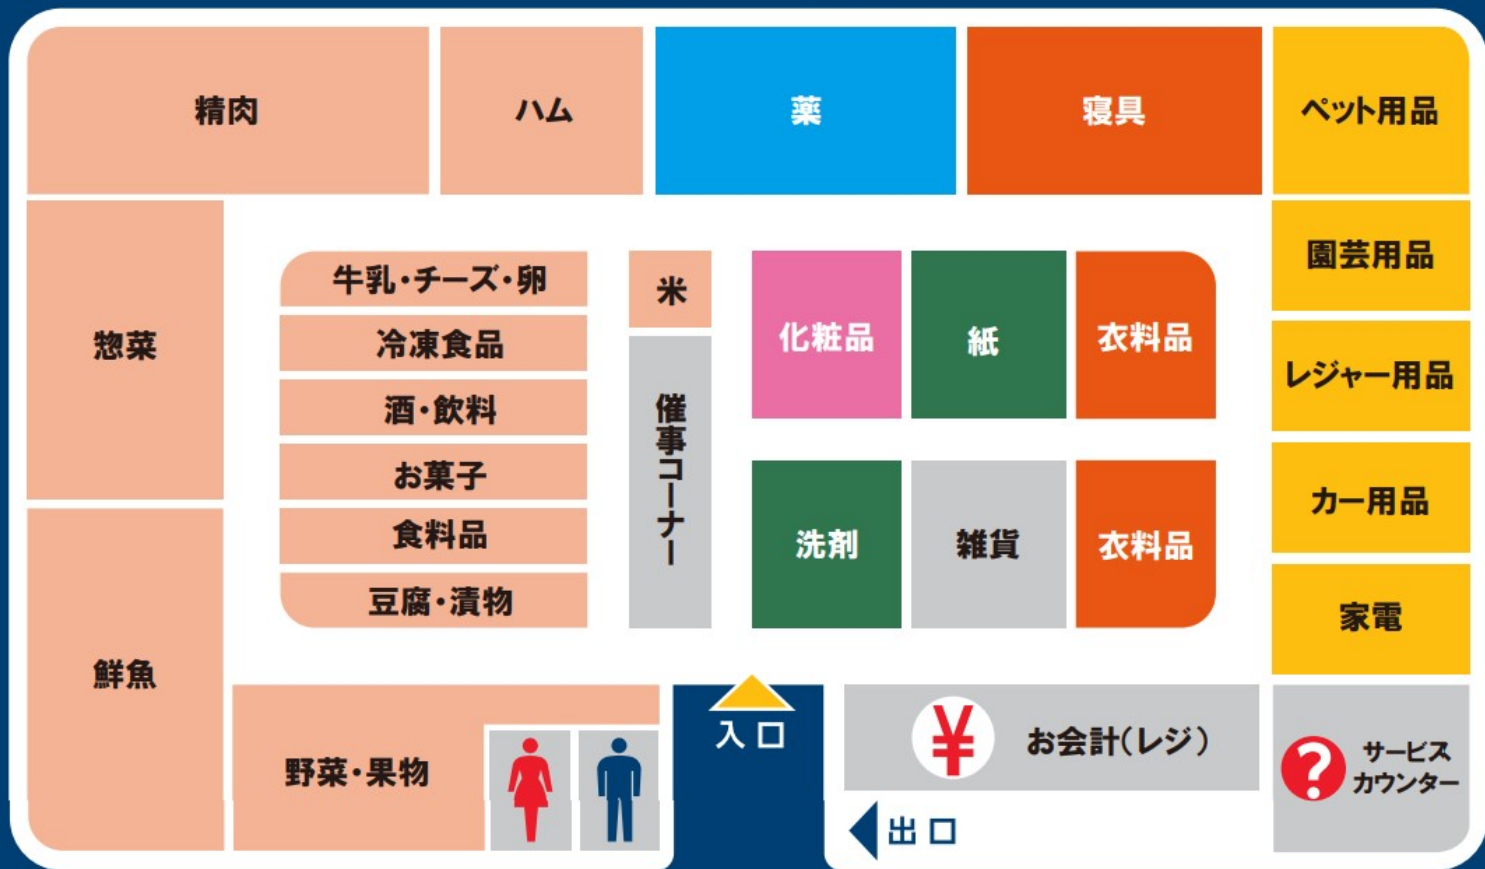 精肉
ハム
薬
寝具
ペット用品
園芸用品
レジャー用品
カー用品
家電
惣菜
鮮魚
牛乳・チーズ・卵
冷凍食品
酒・飲料
お菓子
食料品
豆腐・漬物
米
催事コーナー
化粧品
紙
衣料品
洗剤
雑貨
衣料品
野菜・果物
入口
¥
お会計(レジ)
?
サービス
カウンター
出口